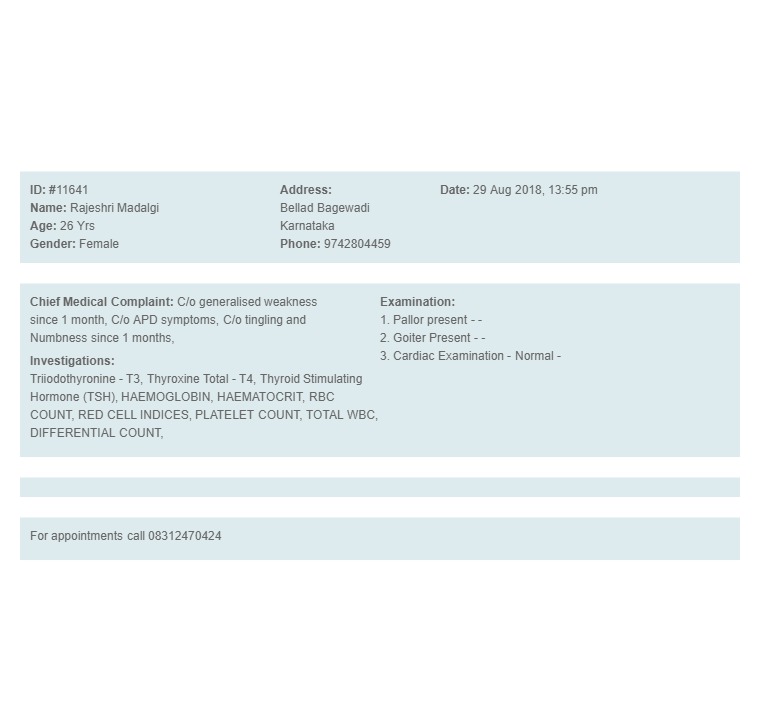 ID: #11641
Name: Rajeshri Madalgi
Age: 26 Yrs
Gender: Female
Address:
Bellad Bagewadi
Karnataka
Phone: 9742804459
Date: 29 Aug 2018, 13:55 pm
Chief Medical Complaint: C/o generalised weakness
since 1 month, C/o APD symptoms, C/o tingling and
Numbness since 1 months,
Investigations:
Triiodothyronine - T3, Thyroxine Total - T4, Thyroid Stimulating
Hormone (TSH), HAEMOGLOBIN, HAEMATOCRIT, RBC
COUNT, RED CELL INDICES, PLATELET COUNT, TOTAL WBC,
DIFFERENTIAL COUNT,
Examination:
1. Pallor present - -
2. Goiter Present - -
3. Cardiac Examination - Normal -
For appointments call 08312470424